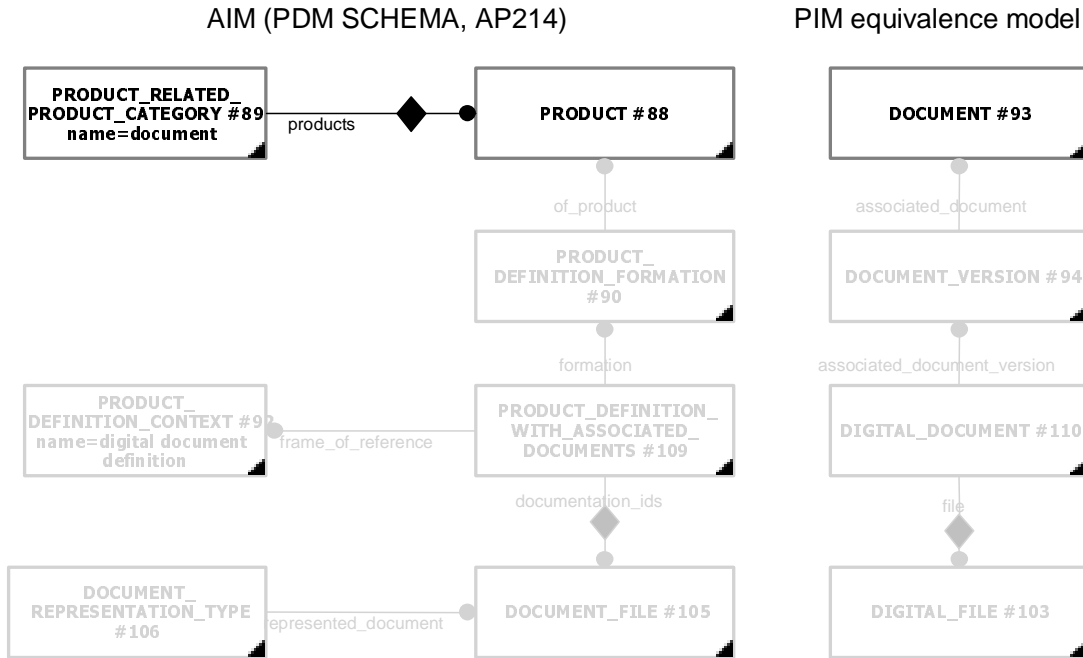 AIM (PDM SCHEMA, AP214)
PIM equivalence model
PRODUCT_RELATED_
PRODUCT_CATEGORY #89
name=document
products
PRODUCT #88
DOCUMENT #93
of_product
associated_document
PRODUCT_
DEFINITION_FORMATION
#90
DOCUMENT_VERSION #94
formation
associated_document_version
PRODUCT_
DEFINITION_CONTEXT #92
name=digital document
definition
frame_of_reference
PRODUCT_DEFINITION_
WITH_ASSOCIATED_
DOCUMENTS #109
DIGITAL_DOCUMENT #110
documentation_ids
file
DOCUMENT_
REPRESENTATION_TYPE
#106
represented_document
DOCUMENT_FILE #105
DIGITAL_FILE #103